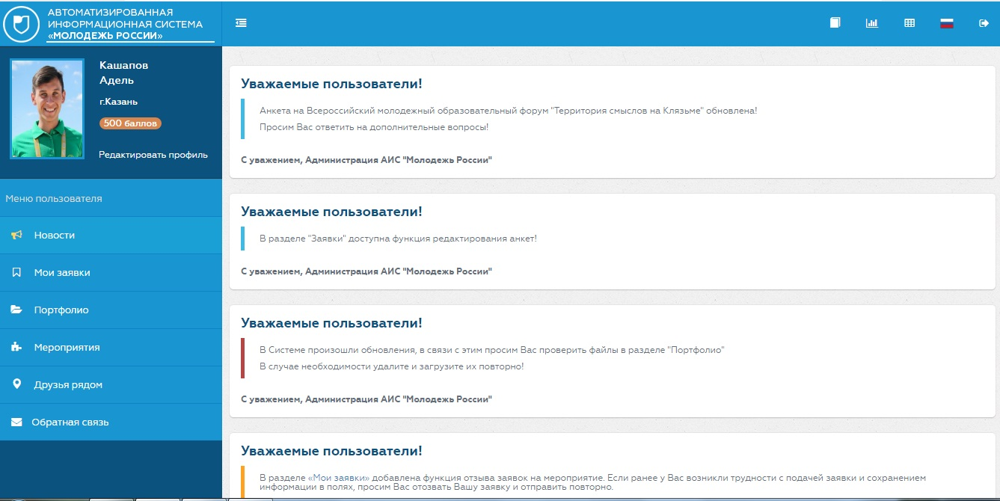 АВТОМАТИЗИРОВАННАЯ
ИНФОРМАЦИОННАЯ СИСТЕМА
«МОЛОДЕЖЬ РОССИИ»
Кашапов
Адель
г.Казань
500 баллов
Редактировать профиль
Меню пользователя
Новости
Мои заявки
Портфолио
Мероприятия
Друзья рядом
Обратная связь
Уважаемые пользователи!
Анкета на Всероссийский молодежный образовательный форум "Территория смыслов на Клязьме" обновлена!
Просим Вас ответить на дополнительные вопросы!
С уважением, Администрация АИС "Молодежь России"
Уважаемые пользователи!
В разделе "Заявки" доступна функция редактирования анкет!
С уважением, Администрация АИС "Молодежь России"
Уважаемые пользователи!
В Системе произошли обновления, в связи с этим просим Вас проверить файлы в разделе "Портфолио"
В случае необходимости удалите и загрузите их повторно!
С уважением, Администрация АИС "Молодежь России"
Уважаемые пользователи!
В разделе «Мои заявки» добавлена функция отзыва заявок на мероприятие. Если ранее у Вас возникли трудности с подачей заявки и сохранением
информации в полях, просим Вас отозвать Вашу заявку и отправить повторно.